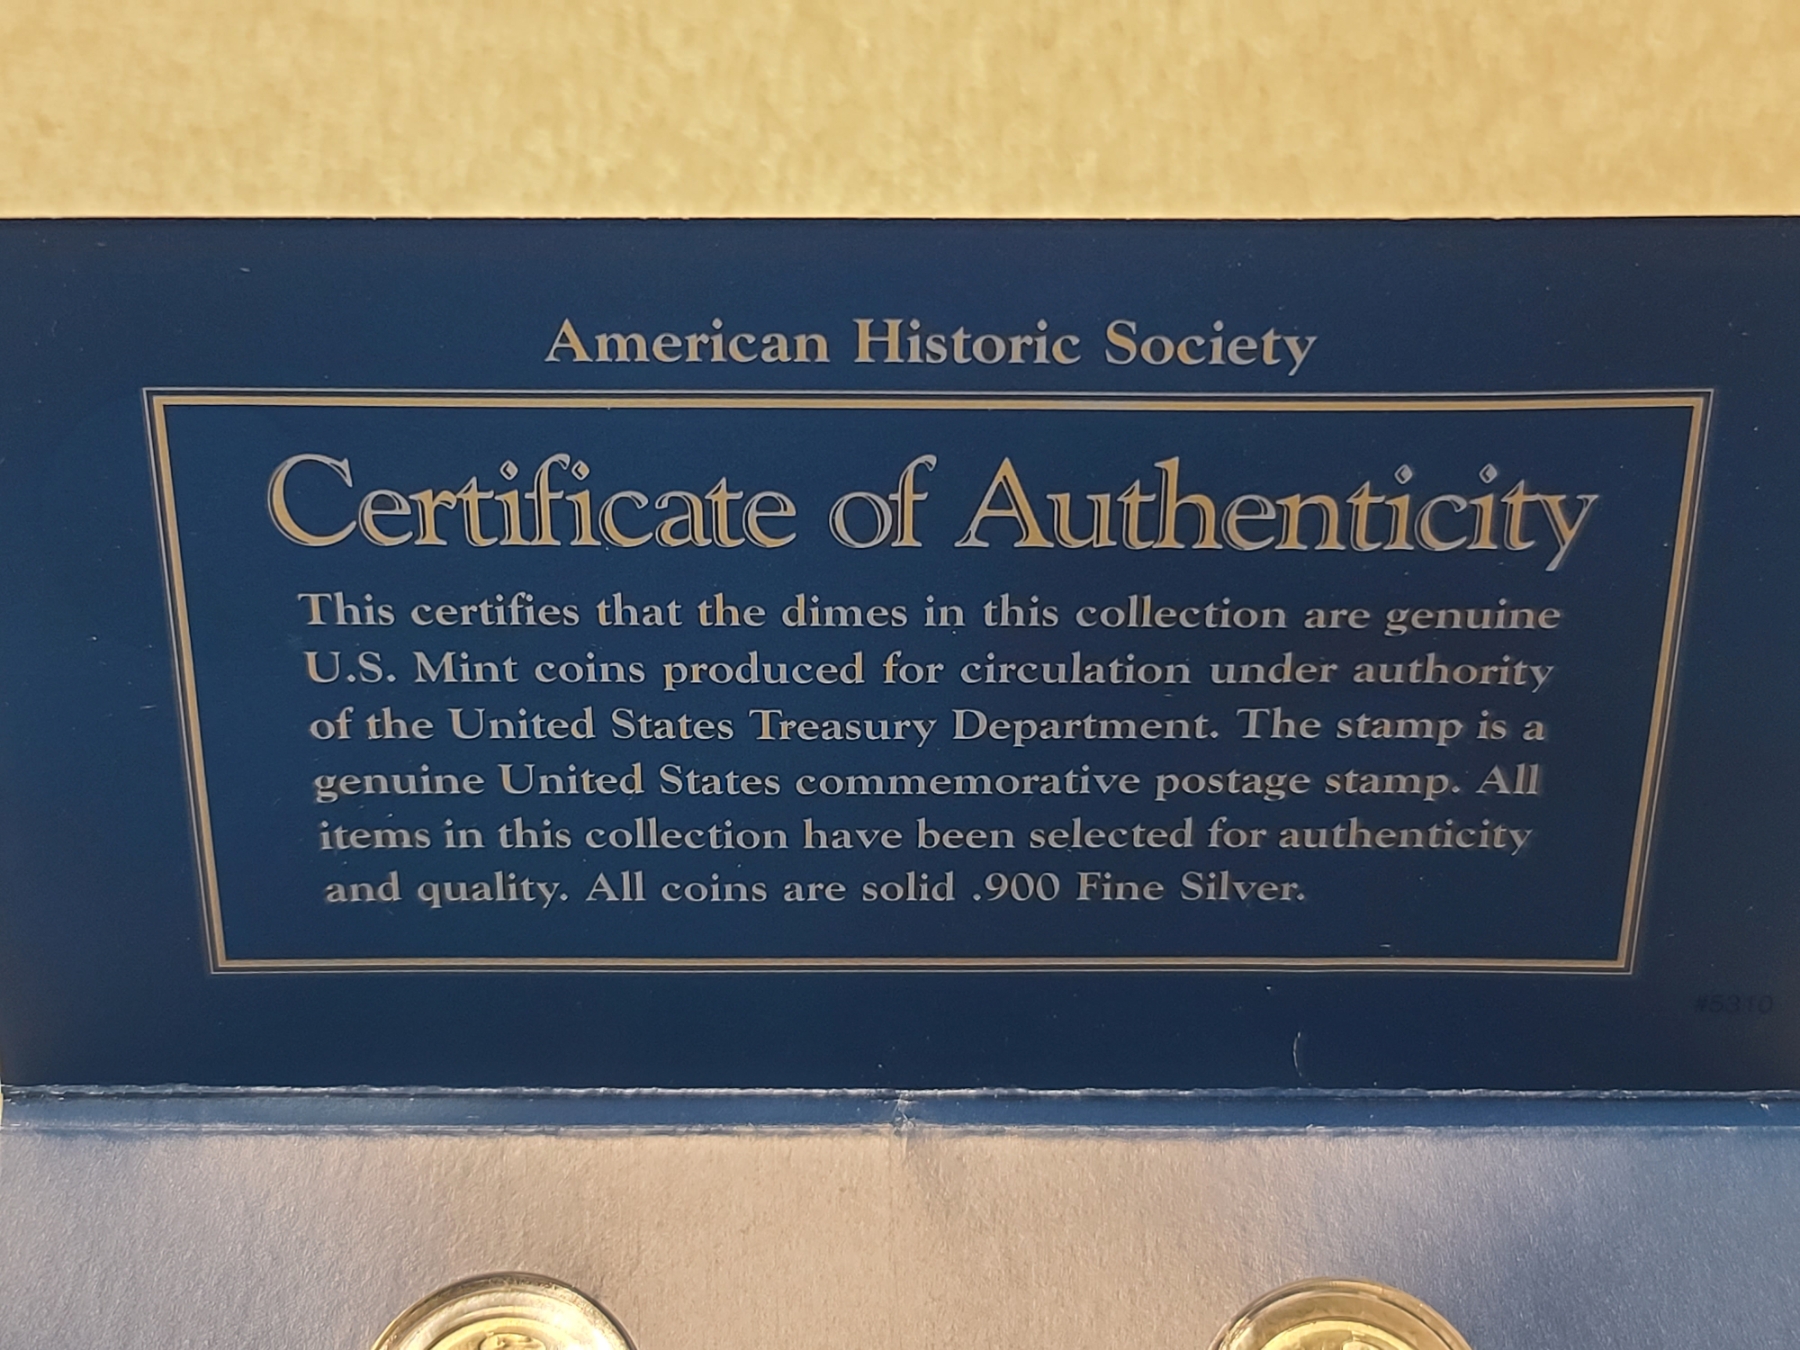 American Historic Society
Certificate of Authenticity
This certifies that the dimes in this collection are genuine
U.S. Mint coins produced for circulation under authority
of the United States Treasury Department. The stamp is a
genuine United States commemorative postage stamp. All
items in this collection have been selected for authenticity
and quality. All coins are solid .900 Fine Silver.
#5310